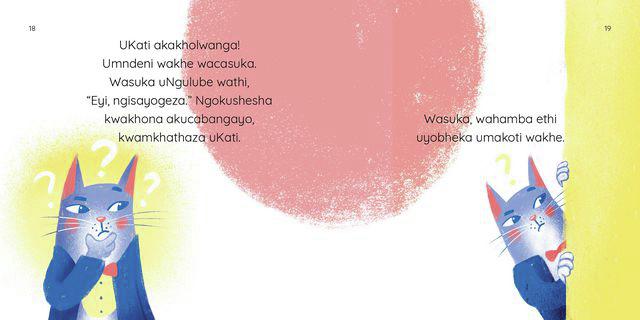 18
UKati akakholwanga!
Umndeni wakhe wacasuka.
Wasuka uNgulube wathi,
“Eyi, ngisayogeza.” Ngokushesha
kwakhona akucabangayo,
kwamkhathaza uKati.
19
Wasuka, wahamba ethi
uyobheka umakoti wakhe.